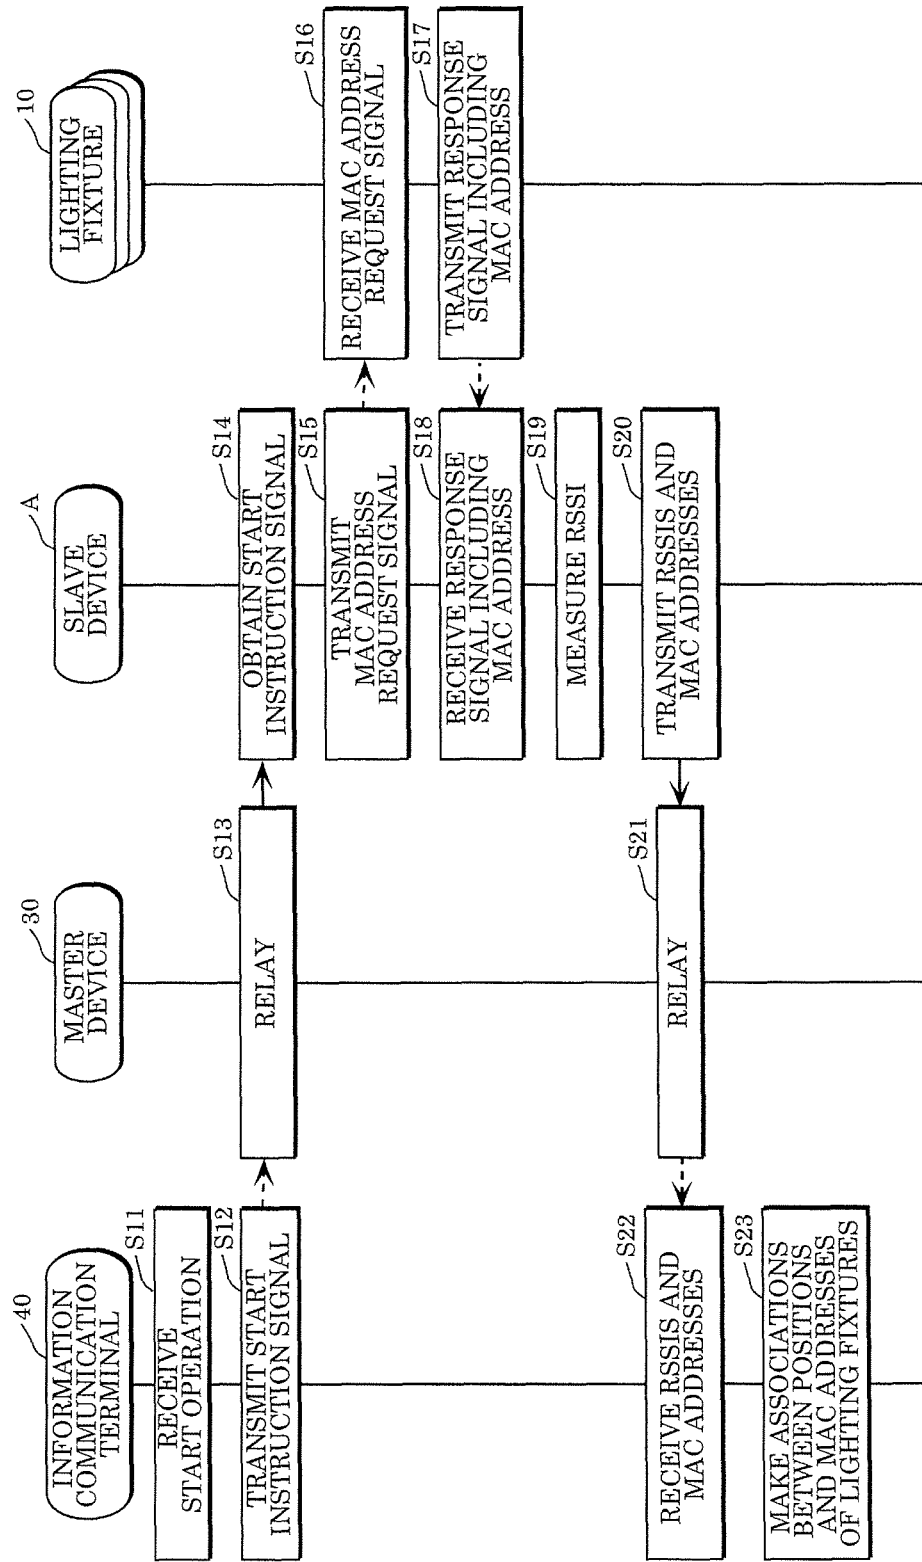 40
INFORMATION
COMMUNICATION
TERMINAL
30
MASTER
DEVICE
A
SLAVE
DEVICE
10
LIGHTING
FIXTURE
S11
RECEIVE
START OPERATION
S12
TRANSMIT START
INSTRUCTION SIGNAL
S13
RELAY
S14
OBTAIN START
INSTRUCTION SIGNAL
S15
TRANSMIT
MAC ADDRESS
REQUEST SIGNAL
S16
RECEIVE MAC ADDRESS
REQUEST SIGNAL
S17
TRANSMIT RESPONSE
SIGNAL INCLUDING
MAC ADDRESS
S18
RECEIVE RESPONSE
SIGNAL INCLUDING
MAC ADDRESS
S19
MEASURE RSSI
S20
TRANSMIT RSSIS AND
MAC ADDRESSES
S21
RELAY
S22
RECEIVE RSSIS AND
MAC ADDRESSES
S23
MAKE ASSOCIATIONS
BETWEEN POSITIONS
AND MAC ADDRESSES
OF LIGHTING FIXTURES